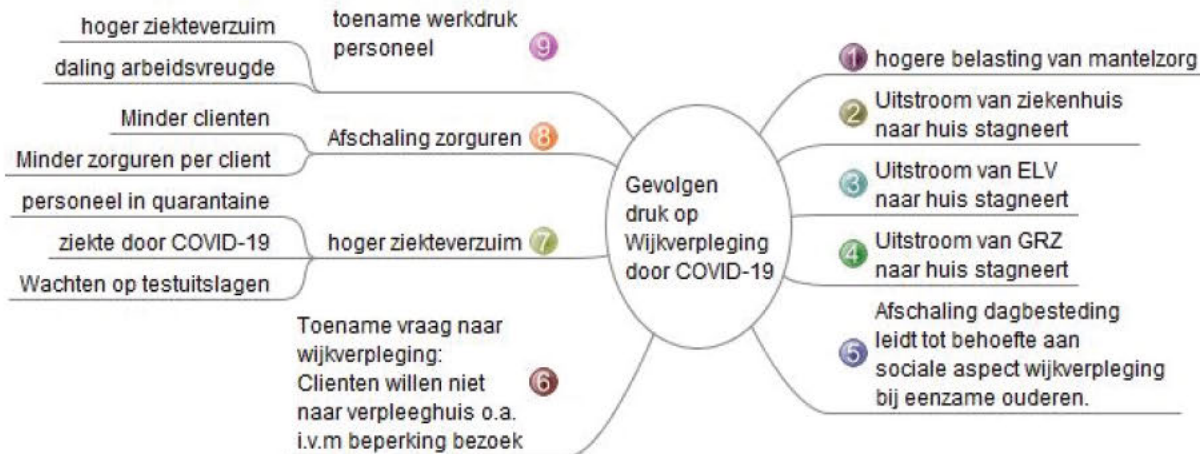 Gevolgen
druk op
Wijkverpleging
door COVID-19
1 hogere belasting van mantelzorg
2 Uitstroom van ziekenhuis
naar huis stagneert
3 Uitstroom van ELV
naar huis stagneert
4 Uitstroom van GRZ
naar huis stagneert
5 Afschaling dagbesteding
leidt tot behoefte aan
sociale aspect wijkverpleging
bij eenzame ouderen.
6 Toename vraag naar
wijkverpleging:
Clienten willen niet
naar verpleeghuis o.a.
i.v.m beperking bezoek
hoger ziekteverzuim 7
personeel in quarantaine
ziekte door COVID-19
Wachten op testuitslagen
Afschaling zorguren 8
Minder clienten
Minder zorguren per client
toename werkdruk
personeel 9
hoger ziekteverzuim
daling arbeidsvreugde